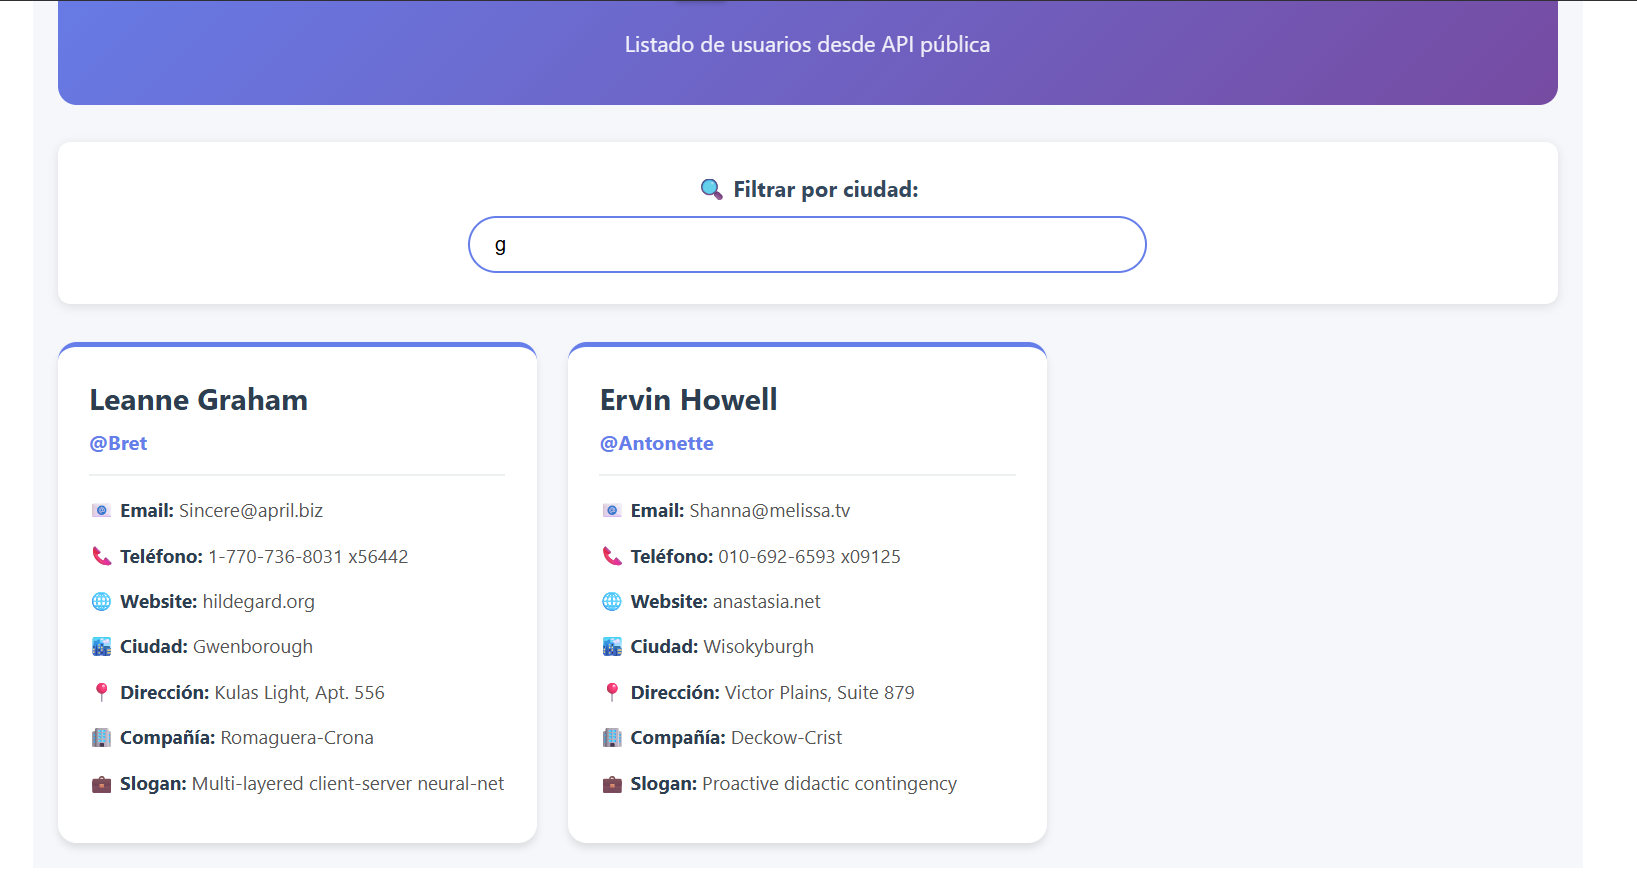 Listado de usuarios desde API pública
Filtrar por ciudad:
g
Leanne Graham
@Bret
Email: Sincere@april.biz
Teléfono: 1-770-736-8031 x56442
Website: hildegard.org
Ciudad: Gwenborough
Dirección: Kulas Light, Apt. 556
Compañía: Romaguera-Crona
Slogan: Multi-layered client-server neural-net
Ervin Howell
@Antonette
Email: Shanna@melissa.tv
Teléfono: 010-692-6593 x09125
Website: anastasia.net
Ciudad: Wisokyburgh
Dirección: Victor Plains, Suite 879
Compañía: Deckow-Crist
Slogan: Proactive didactic contingency